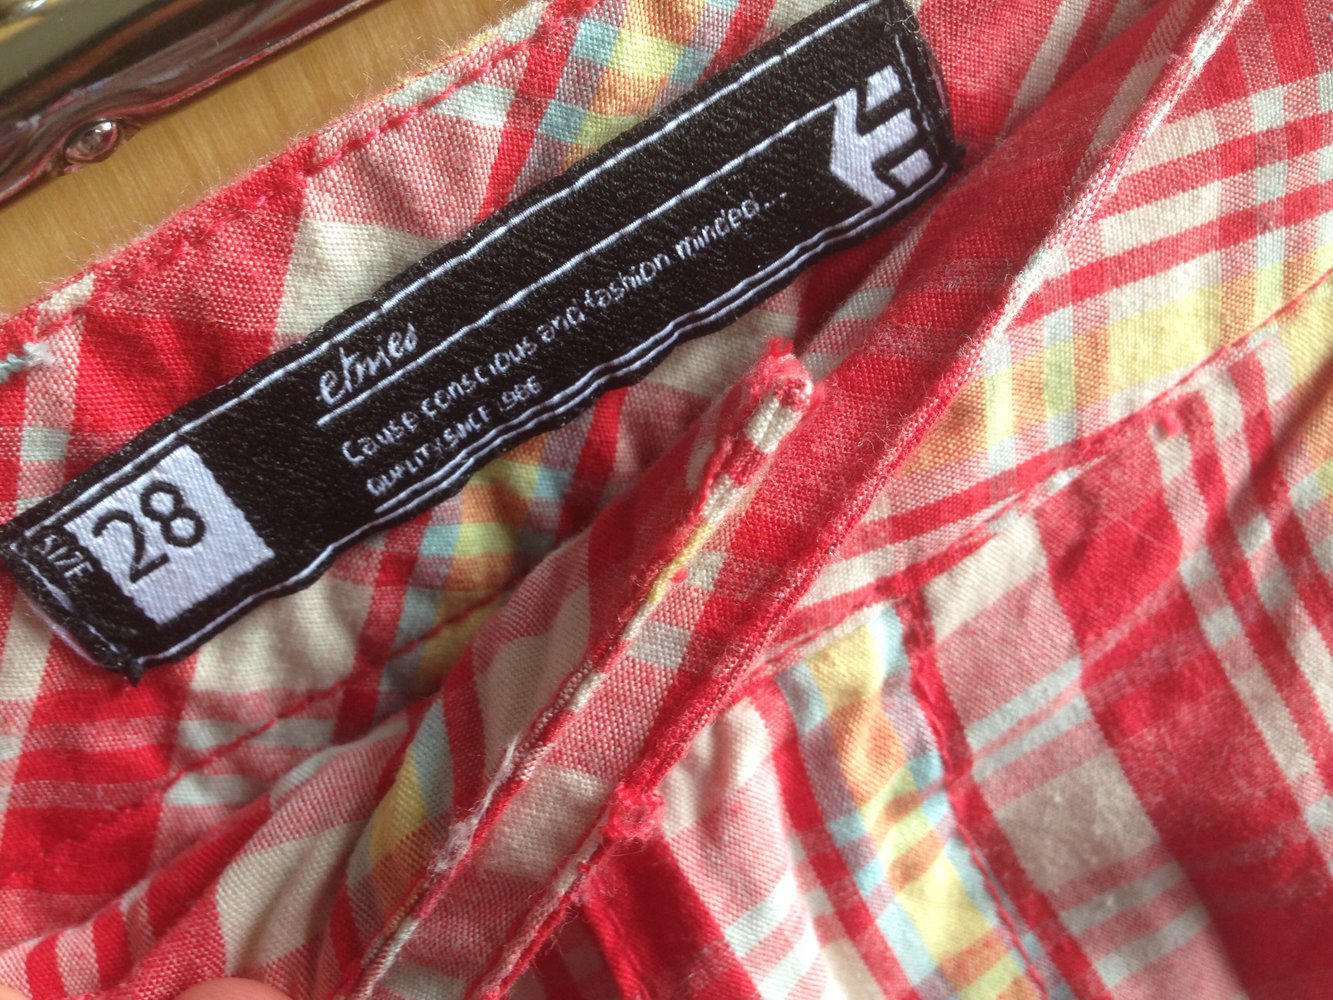 SIZE
28
etnies
Cause conscious and fashion minded...
QUALITY SINCE 1986